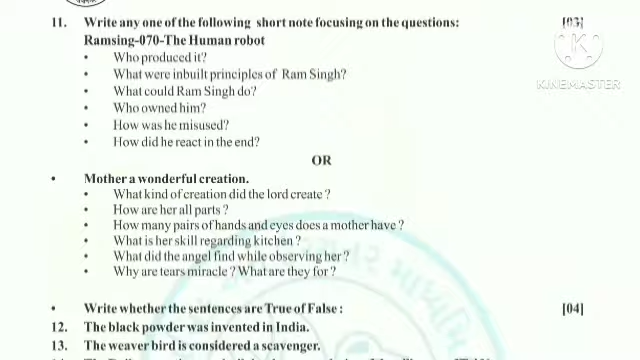 11. Write any one of the following short note focusing on the questions: [03]
Ramsing-070-The Human robot
• Who produced it?
• What were inbuilt principles of Ram Singh?
• What could Ram Singh do?
• Who owned him?
• How was he misused?
• How did he react in the end?
OR
• Mother a wonderful creation.
• What kind of creation did the lord create ?
• How are her all parts ?
• How many pairs of hands and eyes does a mother have ?
• What is her skill regarding kitchen ?
• What did the angel find while observing her ?
• Why are tears miracle ? What are they for ?
• Write whether the sentences are True of False : [04]
12. The black powder was invented in India.
13. The weaver bird is considered a scavenger.
K
KINEMASTER